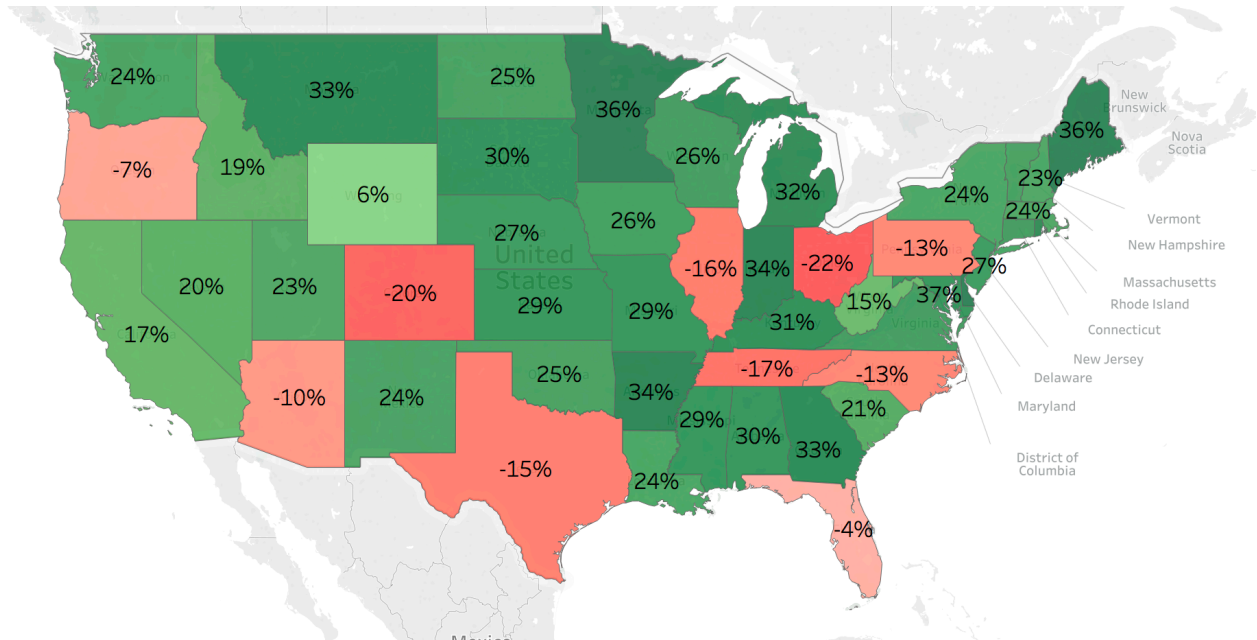 24%
33%
25%
36%
36%
New
Brunswick
Nova
Scotia
-7%
19%
6%
30%
26%
32%
24%
23%
24%
Vermont
New Hampshire
Massachusetts
Rhode Island
Connecticut
New Jersey
Delaware
Maryland
District of
Columbia
20%
23%
-20%
27%
United
States
29%
26%
-16%
34%
-22%
-13%
27%
37%
15%
Virginia
17%
29%
31%
-10%
24%
25%
34%
-17%
-13%
21%
-15%
24%
29%
30%
33%
-4%
Mexico